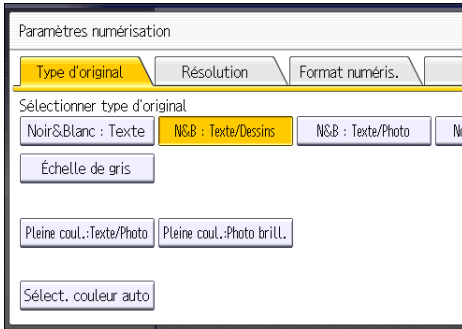 Paramètres numérisation
Type d'original Résolution Format numéris.
Sélectionner type d'original
Noir&Blanc : Texte N&B : Texte/Dessins N&B : Texte/Photo
Échelle de gris
Pleine coul.:Texte/Photo Pleine coul.:Photo brill.
Sélect. couleur auto